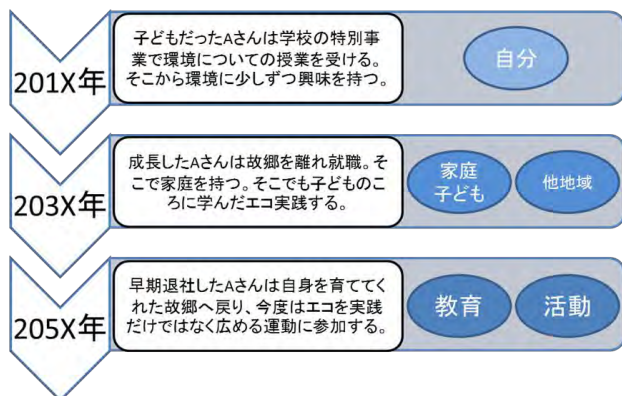 201X年
子どもだったAさんは学校の特別事
業で環境についての授業を受ける。
そこから環境に少しずつ興味を持つ。
自分
203X年
成長したAさんは故郷を離れ就職。そ
こで家庭を持つ。そこでも子どものこ
ろに学んだエコ実践する。
家庭
子ども
他地域
205X年
早期退社したAさんは自身を育ててく
れた故郷へ戻り、今度はエコを実践
だけではなく広める運動に参加する。
教育
活動